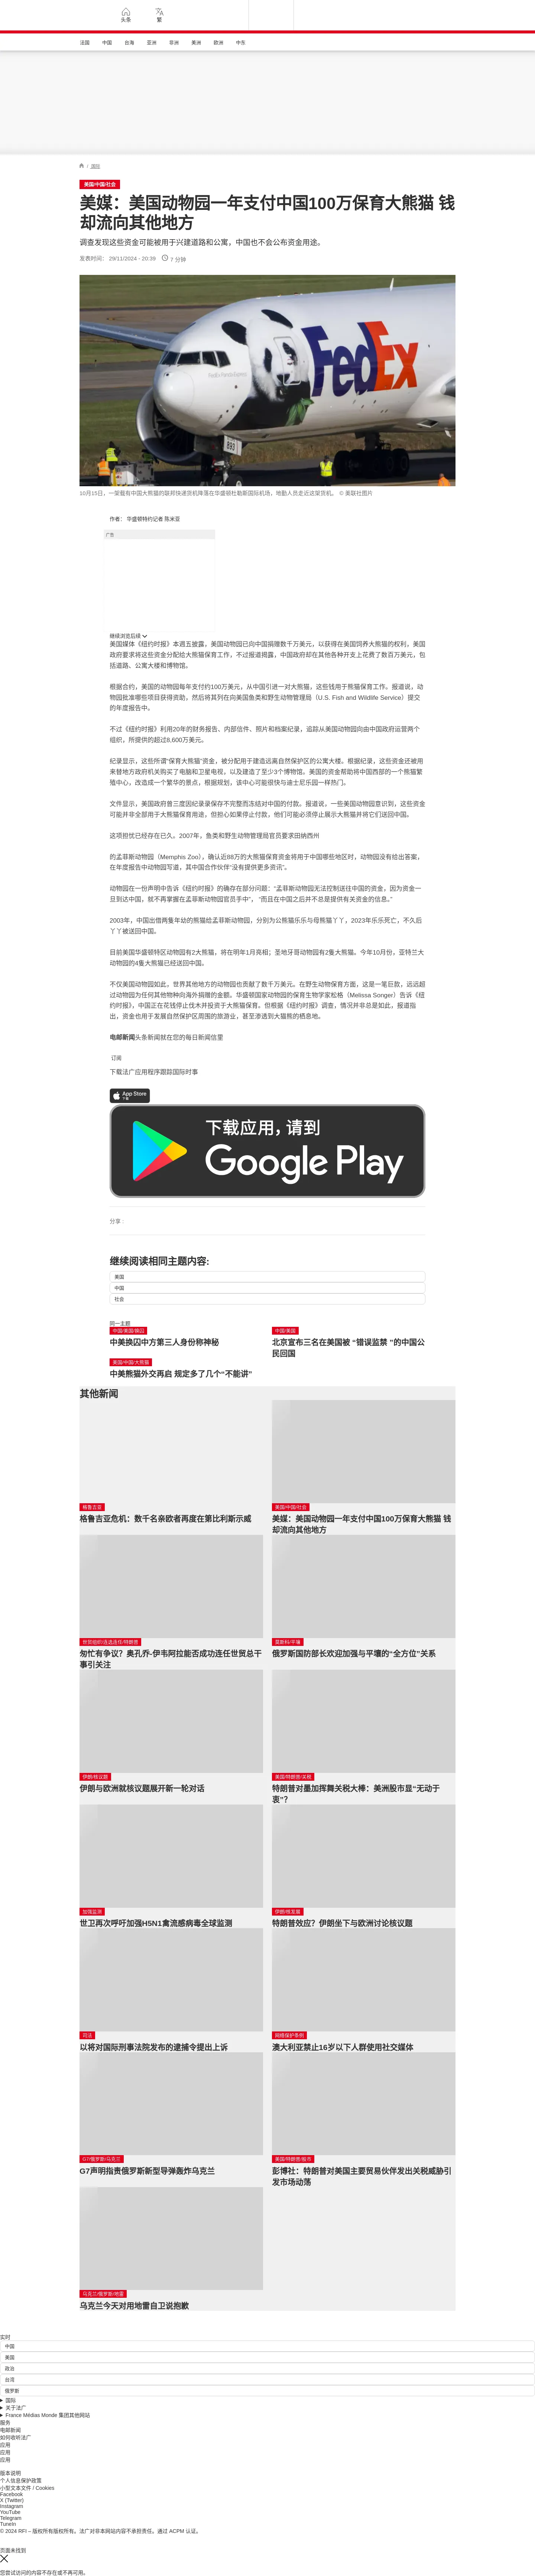 头条
繁
法国
中国
台海
亚洲
非洲
美洲
欧洲
中东
/ 国际
美国/中国/社会
美媒：美国动物园一年支付中国100万保育大熊猫 钱却流向其他地方
调查发现这些资金可能被用于兴建道路和公寓，中国也不会公布资金用途。
发表时间： 29/11/2024 - 20:39
7 分钟
FedEx
10月15日，一架载有中国大熊猫的联邦快递货机降落在华盛顿杜勒斯国际机场，地勤人员走近这架货机。 © 美联社图片
作者： 华盛顿特约记者 陈米亚
广告
继续浏览后续
美国媒体《纽约时报》本週五披露，美国动物园已向中国捐赠数千万美元，以获得在美国饲养大熊猫的权利，美国政府要求将这些资金分配给大熊猫保育工作，不过报道揭露，中国政府却在其他各种开支上花费了数百万美元，包括道路、公寓大楼和博物馆。
根据合约，美国的动物园每年支付约100万美元，从中国引进一对大熊猫，这些钱用于熊猫保育工作。报道说，动物园批准哪些项目获得资助，然后将其列在向美国鱼类和野生动物管理局（U.S. Fish and Wildlife Service）提交的年度报告中。
不过《纽约时报》利用20年的财务报告、内部信件、照片和档案纪录，追踪从美国动物园向由中国政府运营两个组织，所提供的超过8,600万美元。
纪录显示，这些所谓“保育大熊猫”资金，被分配用于建造远离自然保护区的公寓大楼。根据纪录，这些资金还被用来替地方政府机关购买了电脑和卫星电视，以及建造了至少3个博物馆。美国的资金帮助将中国西部的一个熊猫繁殖中心，改造成一个繁华的景点，根据规划，该中心可能很快与迪士尼乐园一样热门。
文件显示，美国政府曾三度因纪录录保存不完整而冻结对中国的付款。报道说，一些美国动物园意识到，这些资金可能并非全部用于大熊猫保育用途，但担心如果停止付款，他们可能必须停止展示大熊猫并将它们送回中国。
这项担忧已经存在已久，2007年，鱼类和野生动物管理局官员要求田纳西州
的孟菲斯动物园（Memphis Zoo），确认近88万的大熊猫保育资金将用于中国哪些地区时，动物园没有给出答案，在年度报告中动物园写道，其中国合作伙伴“没有提供更多资讯”。
动物园在一份声明中告诉《纽约时报》的确存在部分问题：“孟菲斯动物园无法控制送往中国的资金，因为资金一旦到达中国，就不再掌握在孟菲斯动物园官员手中”， “而且在中国之后并不总是提供有关资金的信息。”
2003年，中国出借两隻年幼的熊猫给孟菲斯动物园，分别为公熊猫乐乐与母熊猫丫丫，2023年乐乐死亡，不久后丫丫被送回中国。
目前美国华盛顿特区动物园有2大熊猫，将在明年1月亮相；圣地牙哥动物园有2隻大熊猫。今年10月份，亚特兰大动物园的4隻大熊猫已经送回中国。
不仅美国动物园如此，世界其他地方的动物园也贡献了数千万美元。在野生动物保育方面，这是一笔巨款，远远超过动物园为任何其他物种向海外捐赠的金额。华盛顿国家动物园的保育生物学家松格（Melissa Songer）告诉《纽约时报》，中国正在花钱停止伐木并投资于大熊猫保育。但根据《纽约时报》调查，情况并非总是如此，报道指出，资金也用于发展自然保护区周围的旅游业，甚至渗透到大猫熊的栖息地。
电邮新闻头条新闻就在您的每日新闻信里
订阅
下载法广应用程序跟踪国际时事
App Store
下载
下载应用，请到
Google Play
分享 :
继续阅读相同主题内容:
美国
中国
社会
同一主题
中国/美国/换囚
中美换囚中方第三人身份称神秘
中国/美国
北京宣布三名在美国被 “错误监禁 ”的中国公民回国
美国/中国/大熊猫
中美熊猫外交再启 规定多了几个“不能讲”
其他新闻
格鲁吉亚
格鲁吉亚危机：数千名亲欧者再度在第比利斯示威
美国/中国/社会
美媒：美国动物园一年支付中国100万保育大熊猫 钱却流向其他地方
世贸组织/连选连任/特朗普
匆忙有争议？奥孔乔-伊韦阿拉能否成功连任世贸总干事引关注
莫斯科/平壤
俄罗斯国防部长欢迎加强与平壤的“全方位”关系
伊朗/核议题
伊朗与欧洲就核议题展开新一轮对话
美国/特朗普/关税
特朗普对墨加挥舞关税大棒：美洲股市显“无动于衷”？
加强监测
世卫再次呼吁加强H5N1禽流感病毒全球监测
伊朗/核发展
特朗普效应？伊朗坐下与欧洲讨论核议题
司法
以将对国际刑事法院发布的逮捕令提出上诉
网络保护条例
澳大利亚禁止16岁以下人群使用社交媒体
G7/俄罗斯/乌克兰
G7声明指责俄罗斯新型导弹轰炸乌克兰
美国/特朗普/股市
彭博社：特朗普对美国主要贸易伙伴发出关税威胁引发市场动荡
乌克兰/俄罗斯/地雷
乌克兰今天对用地雷自卫说抱歉
实时
中国
美国
政治
台湾
俄罗斯
国际
关于法广
France Médias Monde 集团其他网站
服务
电邮新闻
如何收听法广
应用
应用
应用
版本说明
个人信息保护政策
小型文本文件 / Cookies
Facebook
X (Twitter)
Instagram
YouTube
Telegram
TuneIn
© 2024 RFI – 版权所有版权所有。法广对非本网站内容不承担责任。通过 ACPM 认证。
页面未找到
您尝试访问的内容不存在或不再可用。